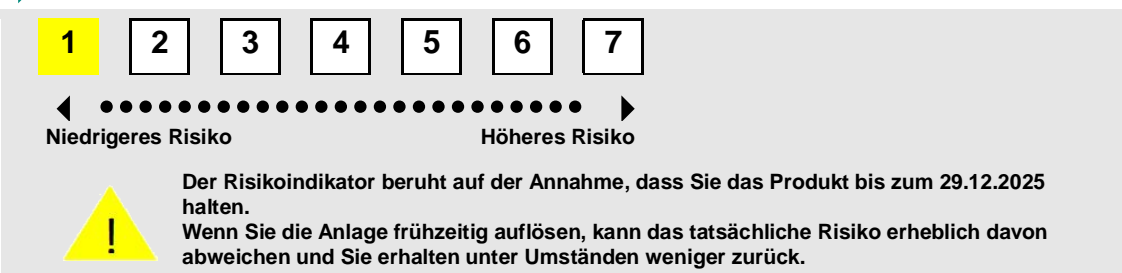 1 2 3 4 5 6 7
Niedrigeres Risiko Höheres Risiko
! Der Risikoindikator beruht auf der Annahme, dass Sie das Produkt bis zum 29.12.2025
halten.
Wenn Sie die Anlage frühzeitig auflösen, kann das tatsächliche Risiko erheblich davon
abweichen und Sie erhalten unter Umständen weniger zurück.